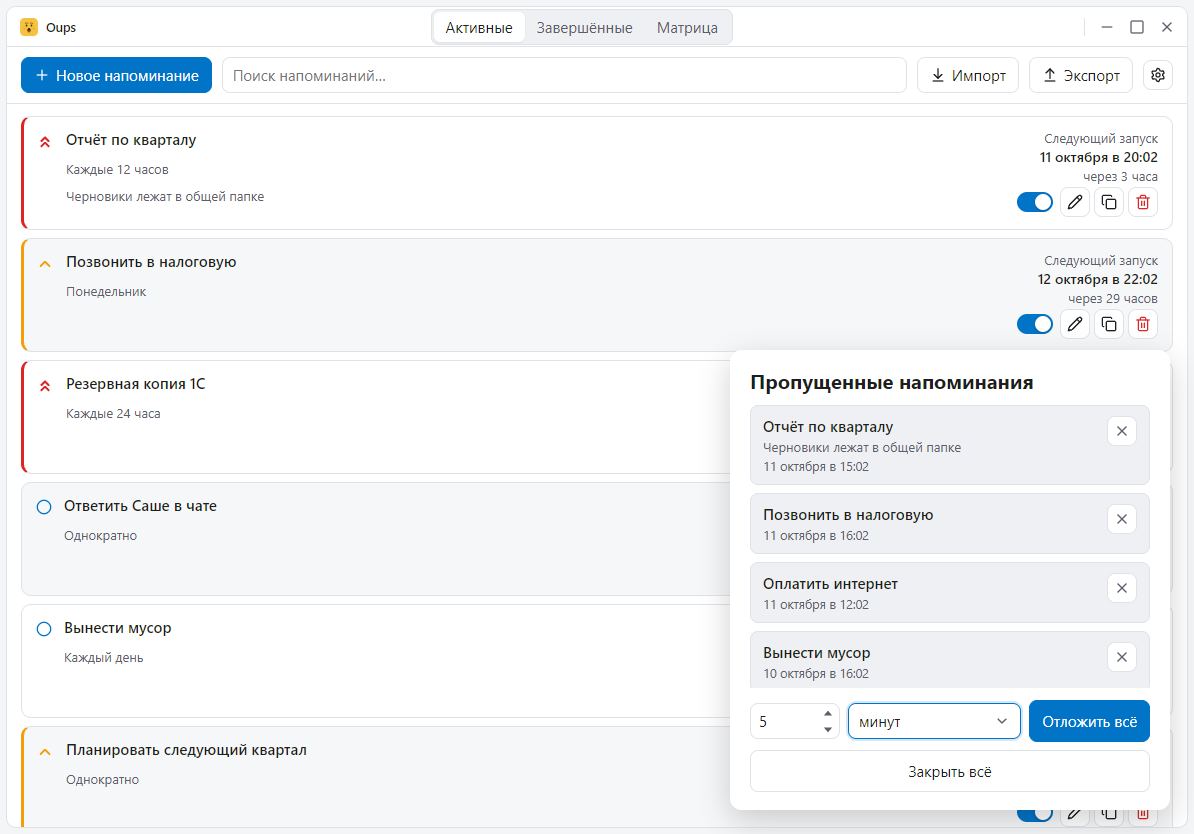 Oups
Активные
Завершённые
Матрица
Новое напоминание
Поиск напоминаний...
Импорт
Экспорт
Отчёт по кварталу
Каждые 12 часов
Черновики лежат в общей папке
Следующий запуск
11 октября в 20:02
через 3 часа
Позвонить в налоговую
Понедельник
Следующий запуск
12 октября в 22:02
через 29 часов
Резервная копия 1С
Каждые 24 часа
Ответить Саше в чате
Однократно
Вынести мусор
Каждый день
Планировать следующий квартал
Однократно
Пропущенные напоминания
Отчёт по кварталу
Черновики лежат в общей папке
11 октября в 15:02
Позвонить в налоговую
11 октября в 16:02
Оплатить интернет
11 октября в 12:02
Вынести мусор
10 октября в 16:02
5
минут
Отложить всё
Закрыть всё